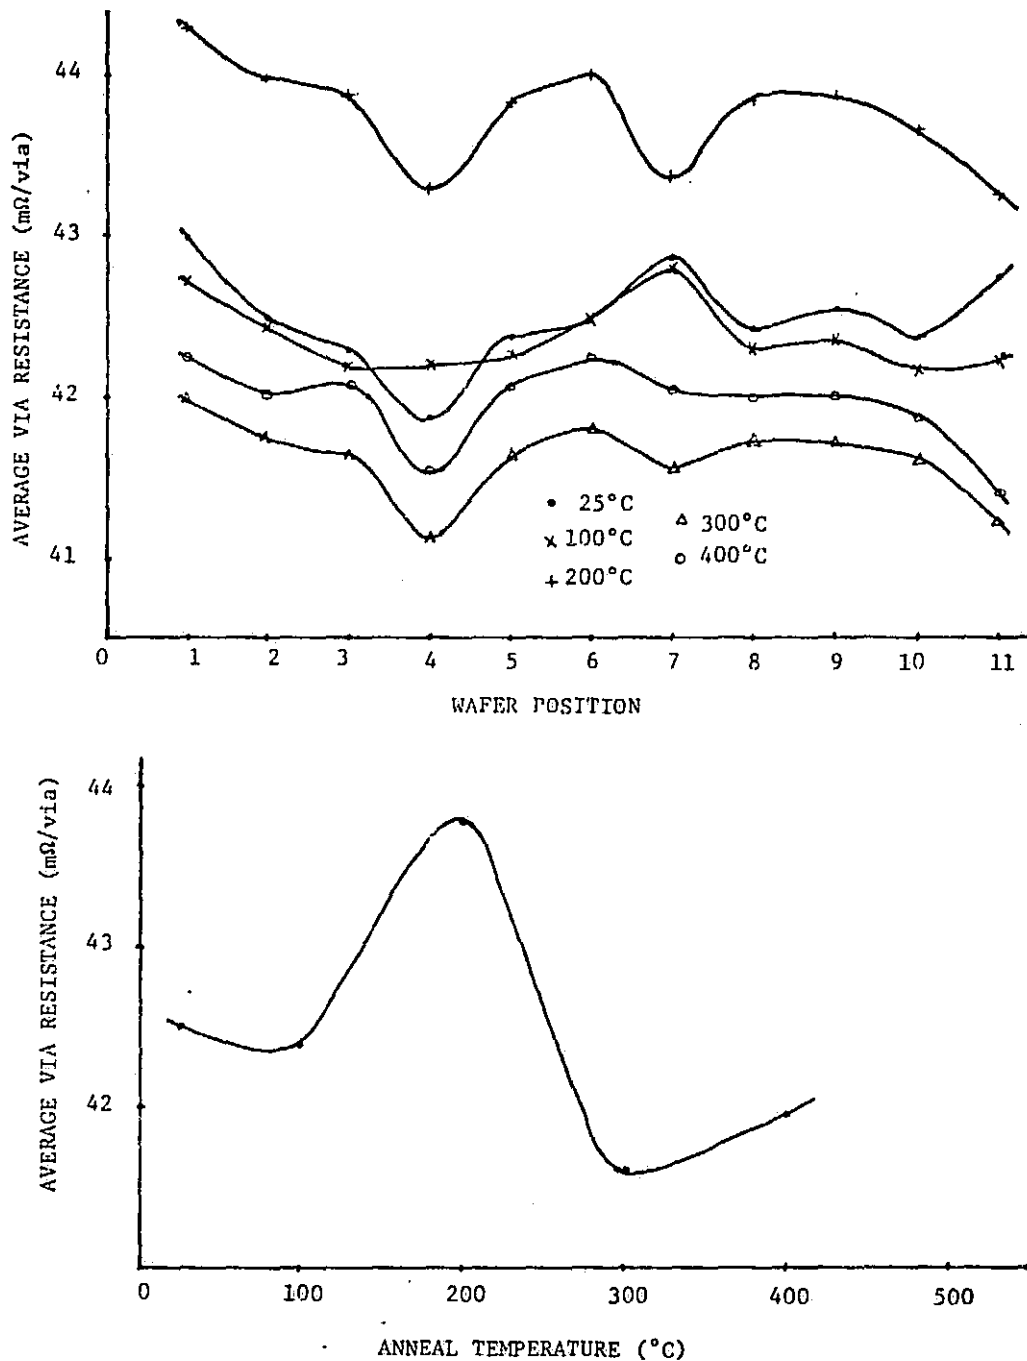 AVERAGE VIA RESISTANCE (mΩ/via)
44
43
42
41
• 25°C
× 100°C
+ 200°C
△ 300°C
○ 400°C
0 1 2 3 4 5 6 7 8 9 10 11
WAFER POSITION
AVERAGE VIA RESISTANCE (mΩ/via)
44
43
42
0 100 200 300 400 500
ANNEAL TEMPERATURE (°C)